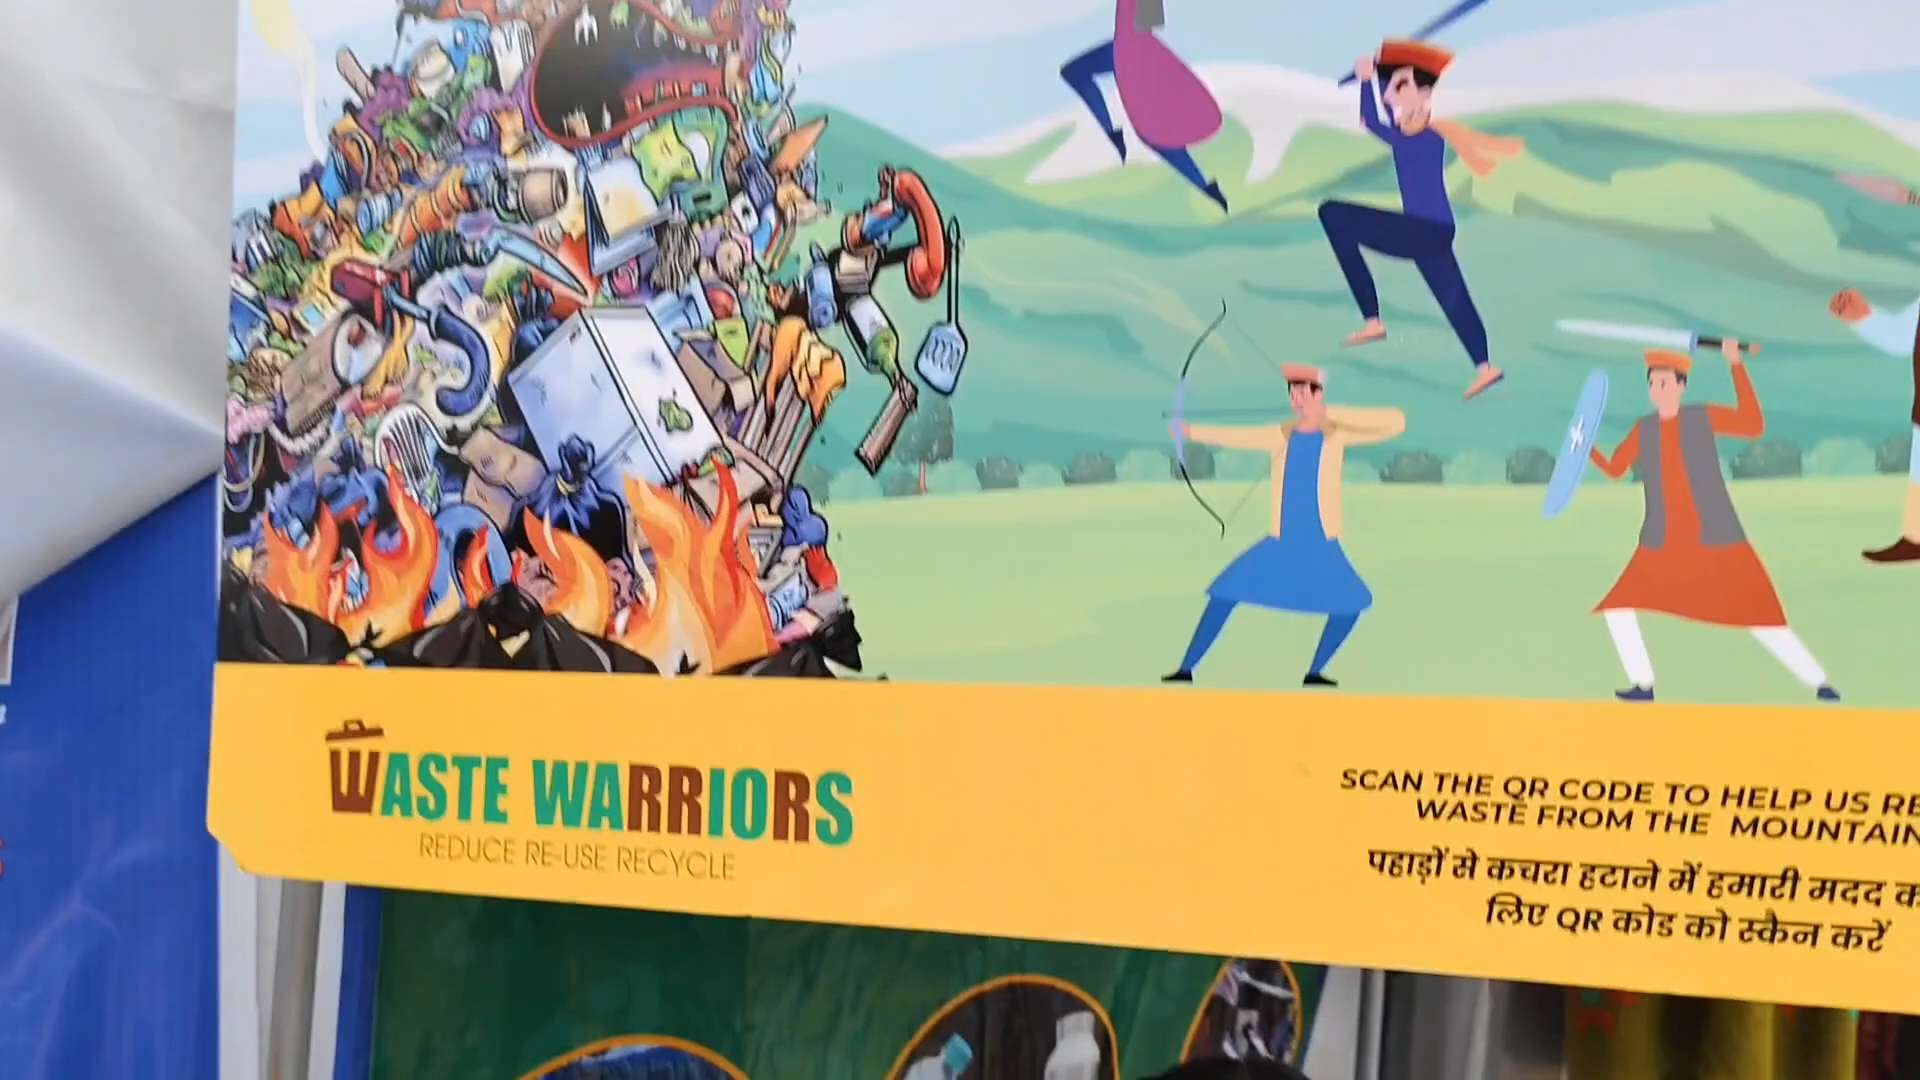 WASTE WARRIORS
REDUCE RE-USE RECYCLE
SCAN THE QR CODE TO HELP US
WASTE FROM THE MOUNTAIN
पहाड़ों से कचरा हटाने में हमारी मदद
लिए QR कोड को स्कैन करें